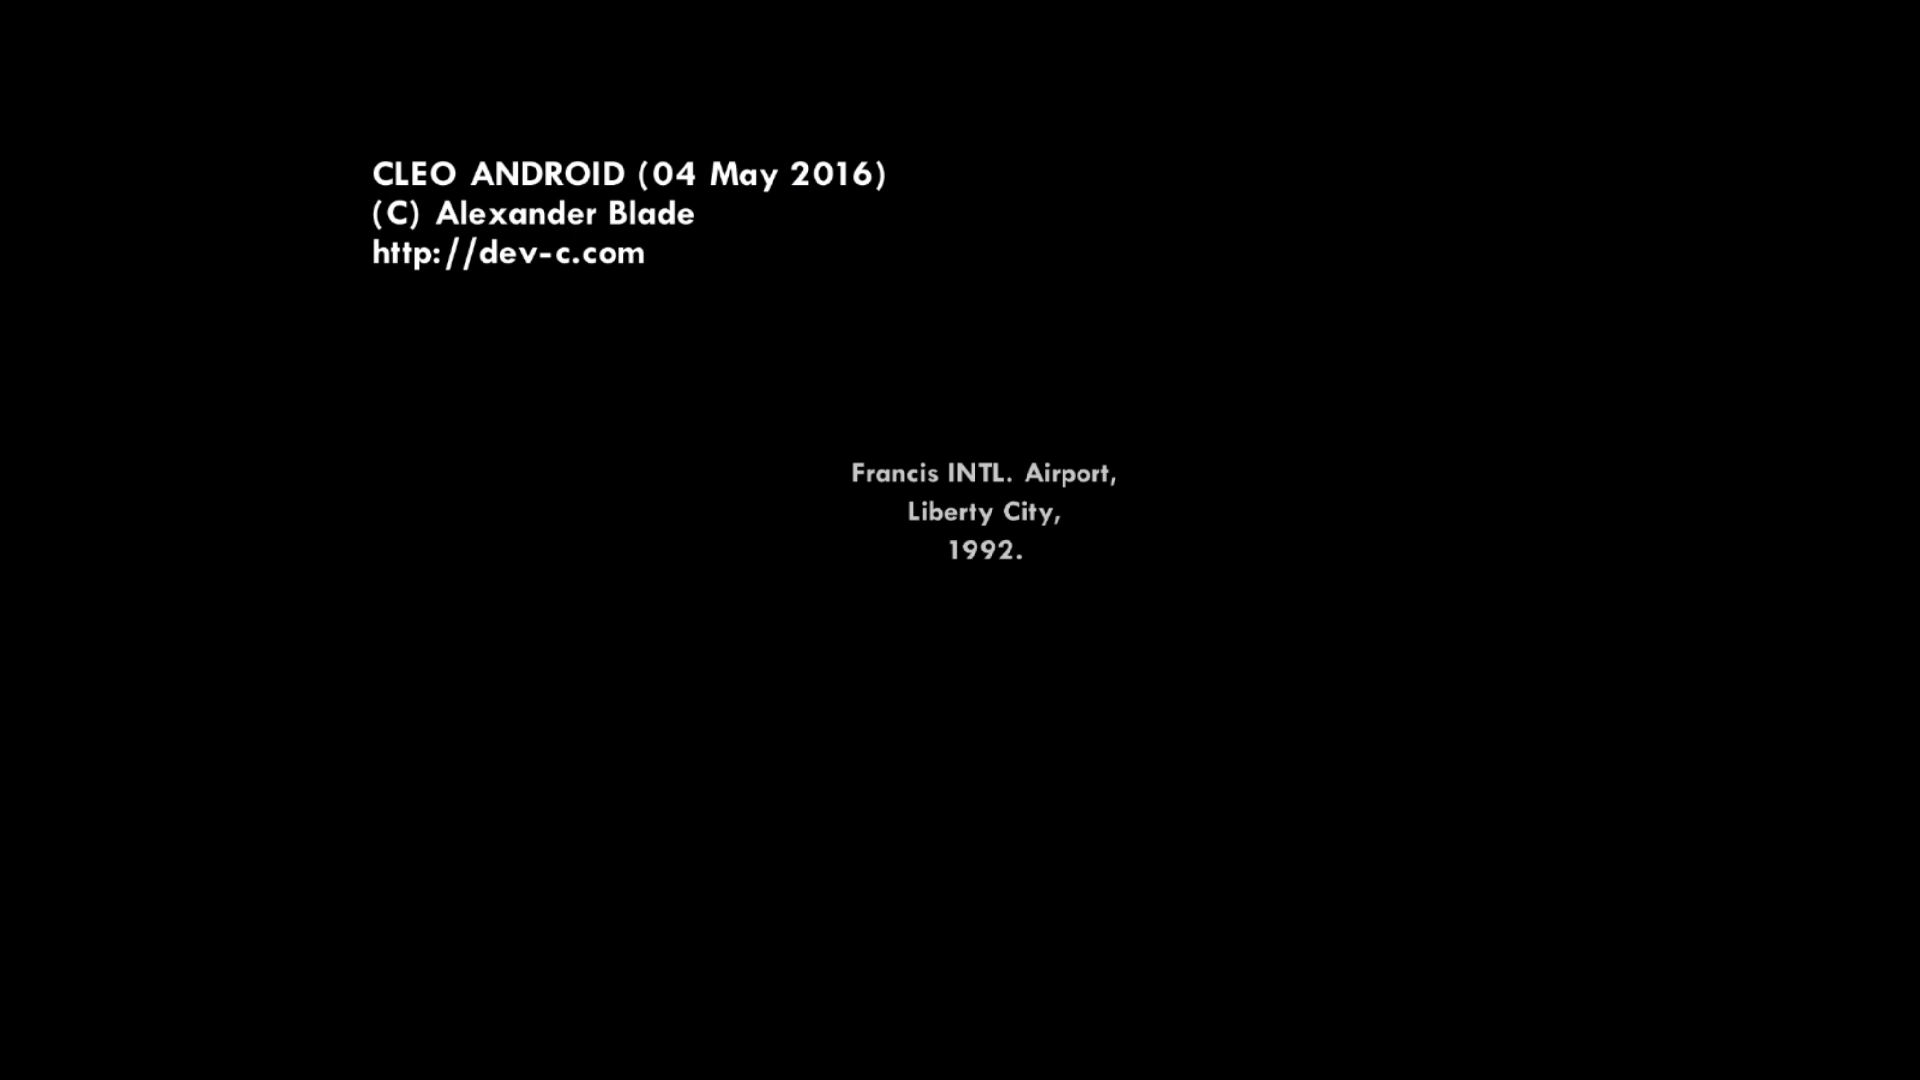 CLEO ANDROID (04 May 2016)
(C) Alexander Blade
http://dev-c.com
Francis INTL. Airport,
Liberty City,
1992.